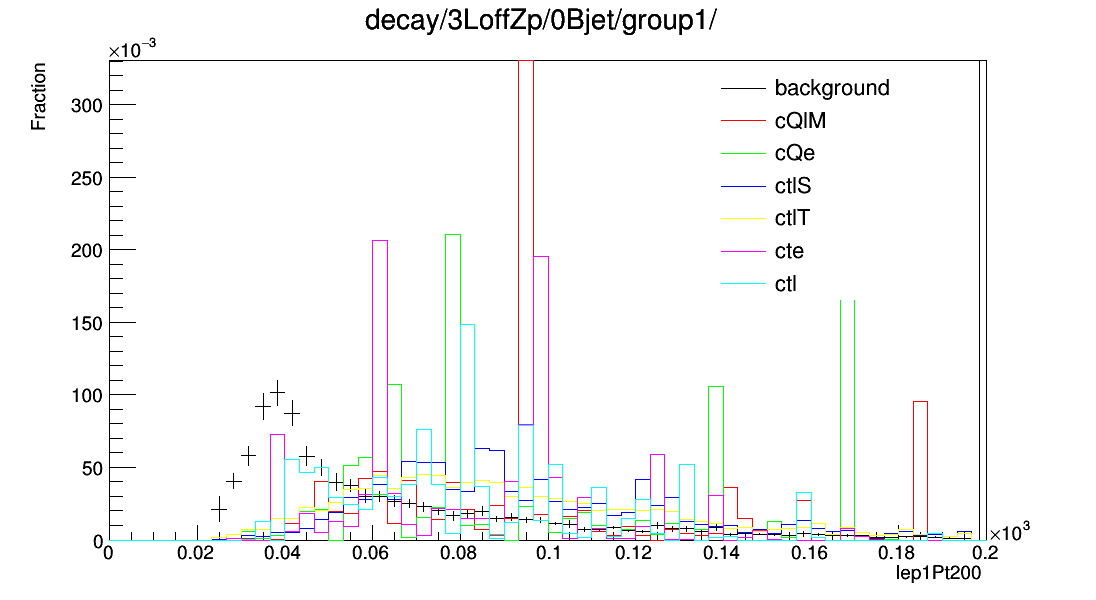 decay/3LoffZp/0Bjet/group1/
×10⁻³
Fraction
300
250
200
150
100
50
0
background
cQlM
cQe
ctlS
ctlT
cte
ctl
0 0.02 0.04 0.06 0.08 0.1 0.12 0.14 0.16 0.18 0.2
×10³
lep1Pt200